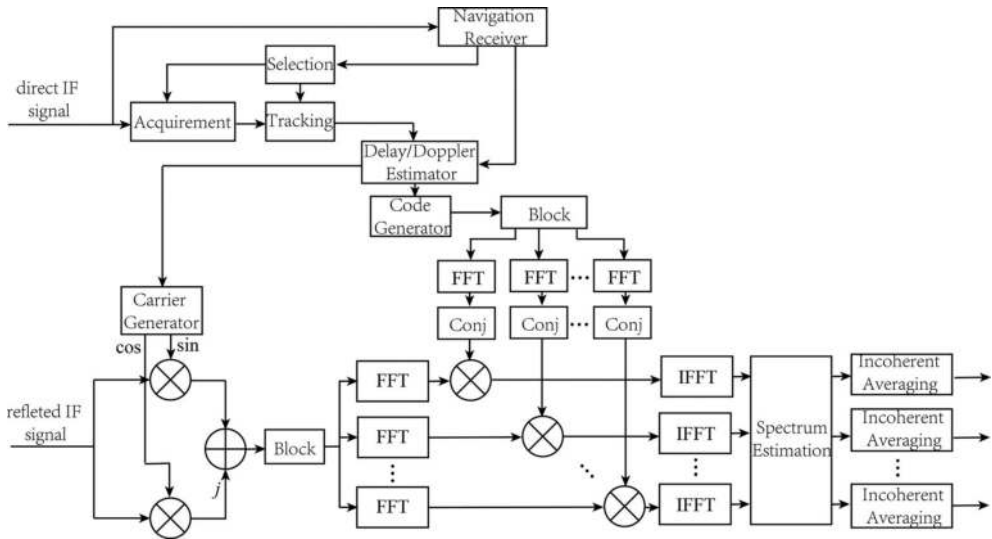 Navigation
Receiver
Selection
direct IF
signal
Acquirement
Tracking
Delay/Doppler
Estimator
Code
Generator
Block
FFT
FFT
...
FFT
Carrier
Generator
Conj
Conj
...
Conj
cos
sin
FFT
IFFT
Incoherent
Averaging
refleted IF
signal
Block
FFT
IFFT
Spectrum
Estimation
Incoherent
Averaging
j
FFT
IFFT
Incoherent
Averaging